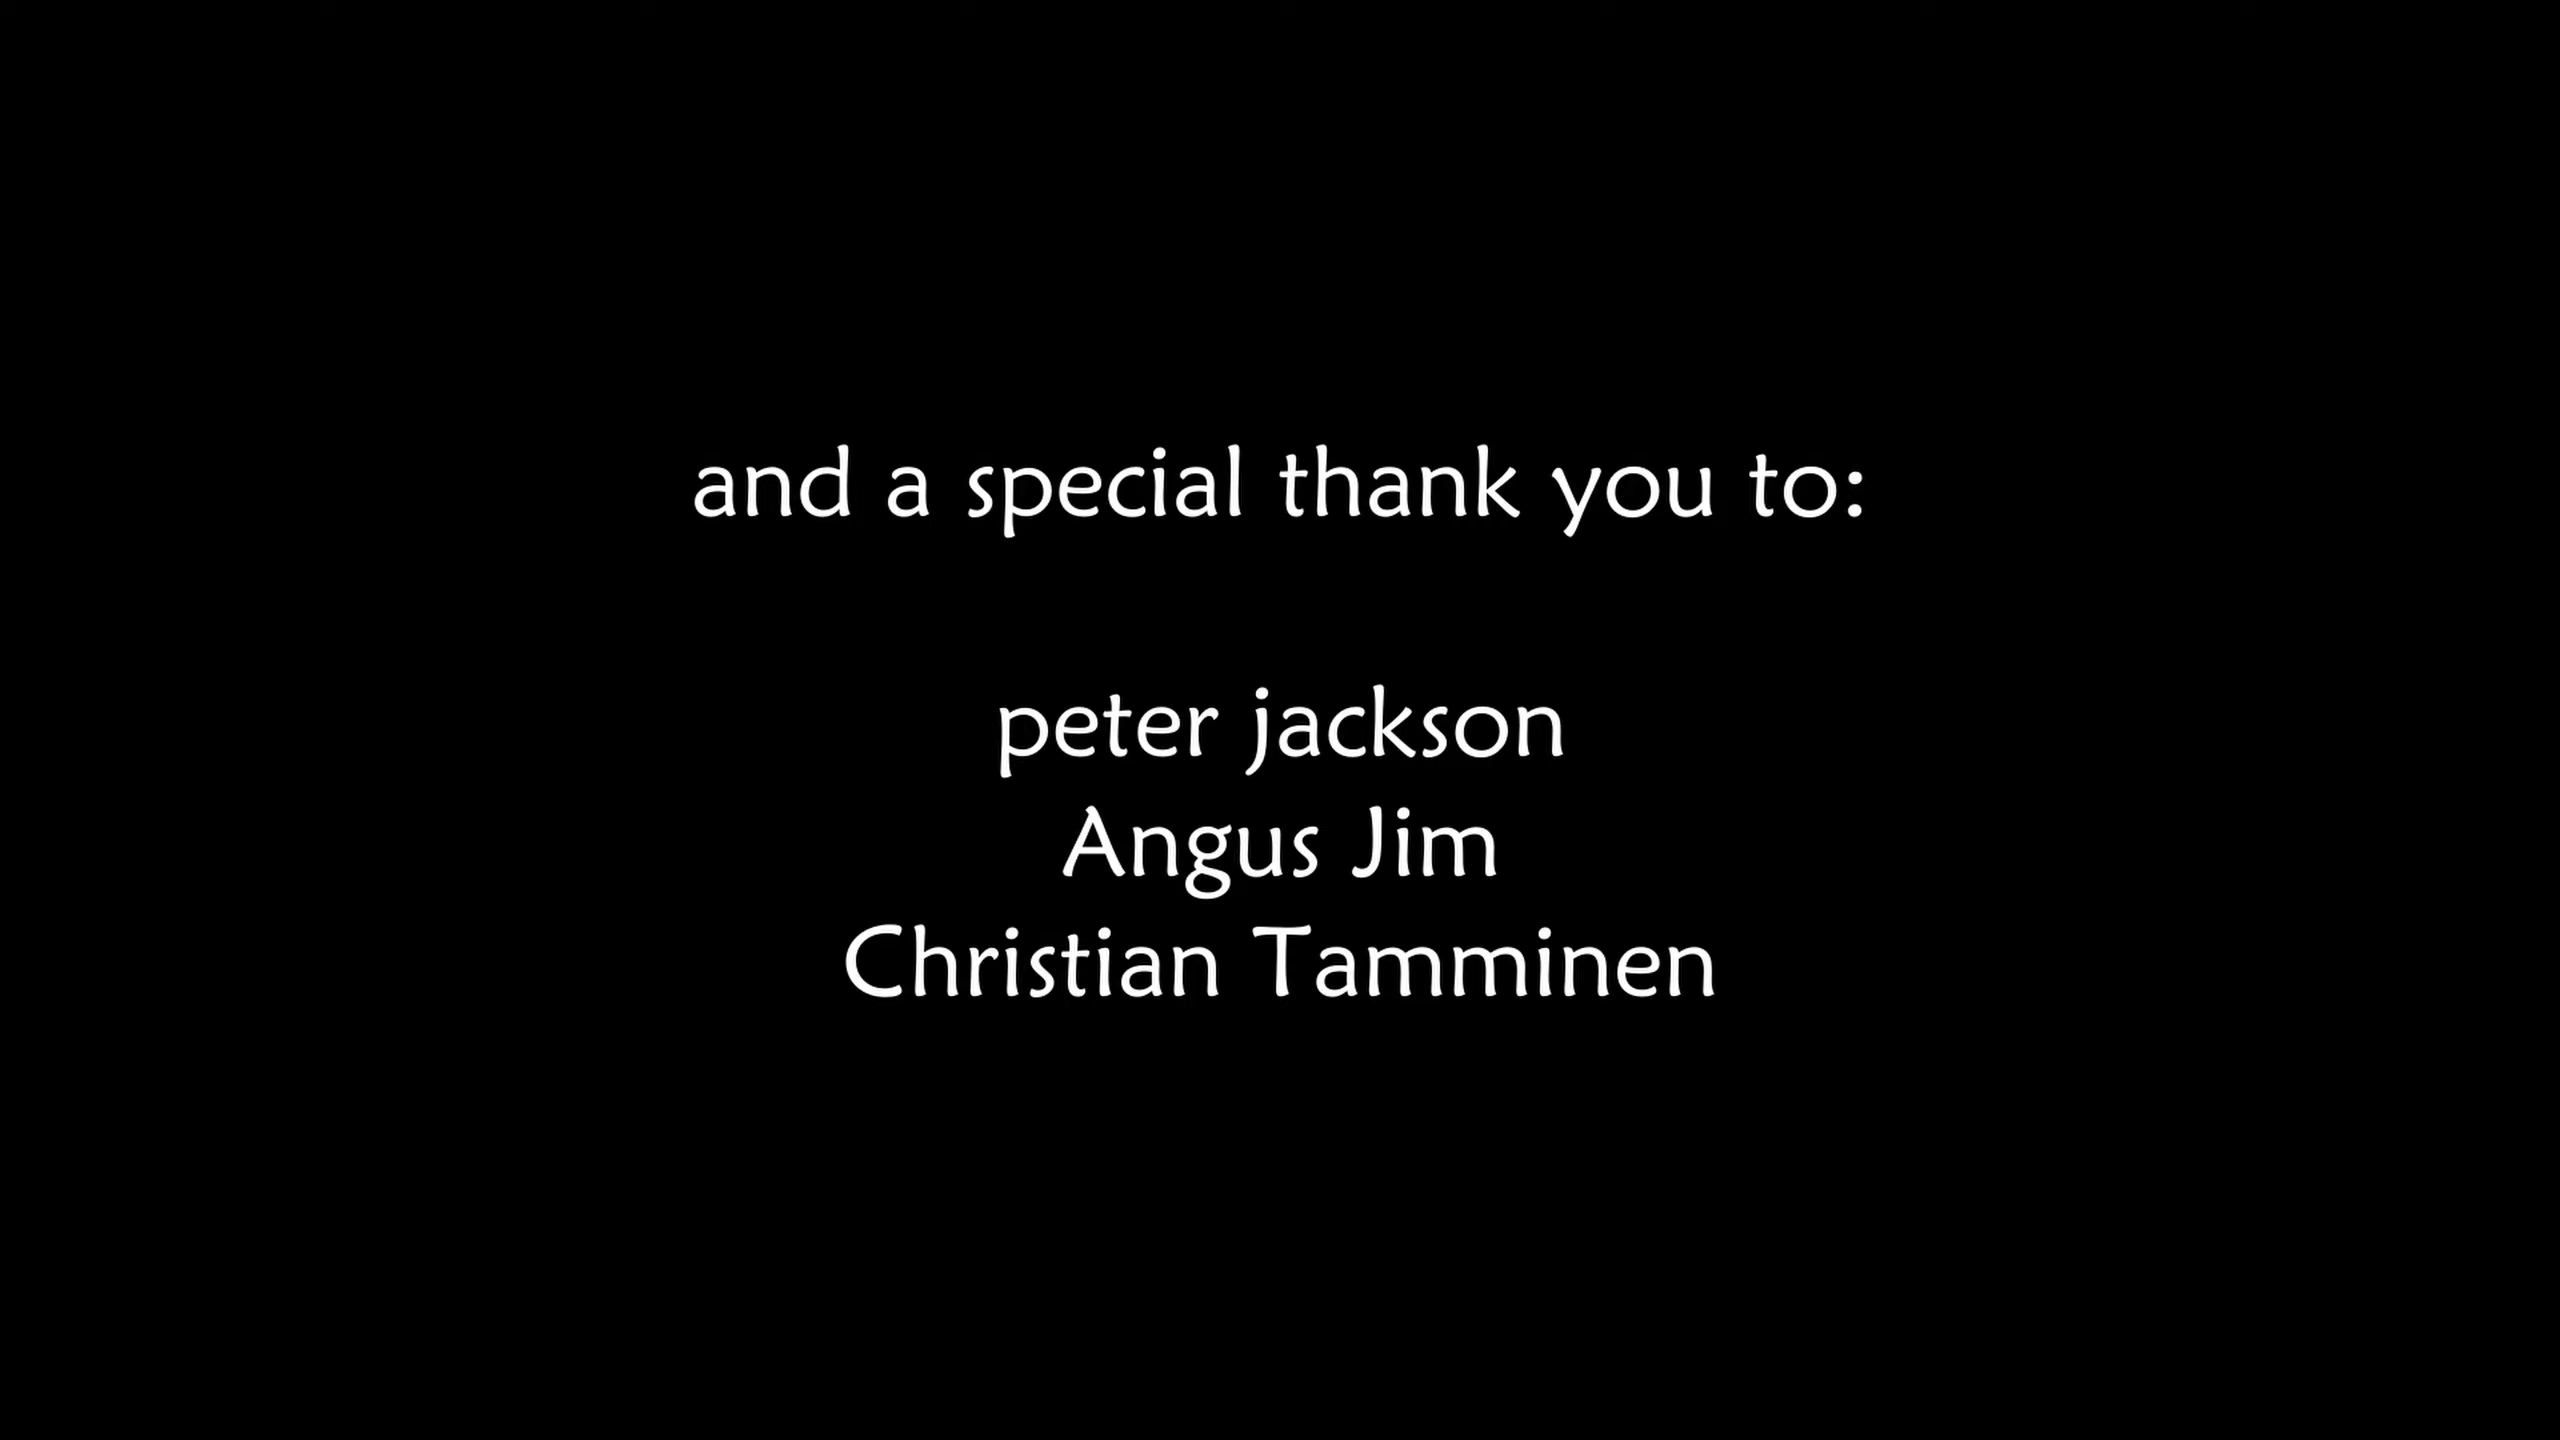 and a special thank you to:
peter jackson
Angus Jim
Christian Tamminen